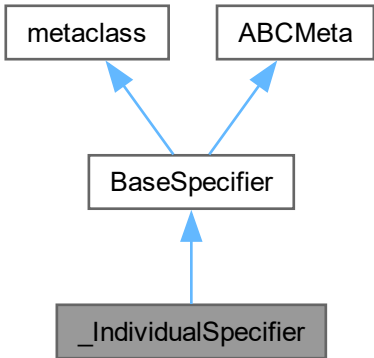 metaclass
ABCMeta
BaseSpecifier
_IndividualSpecifier